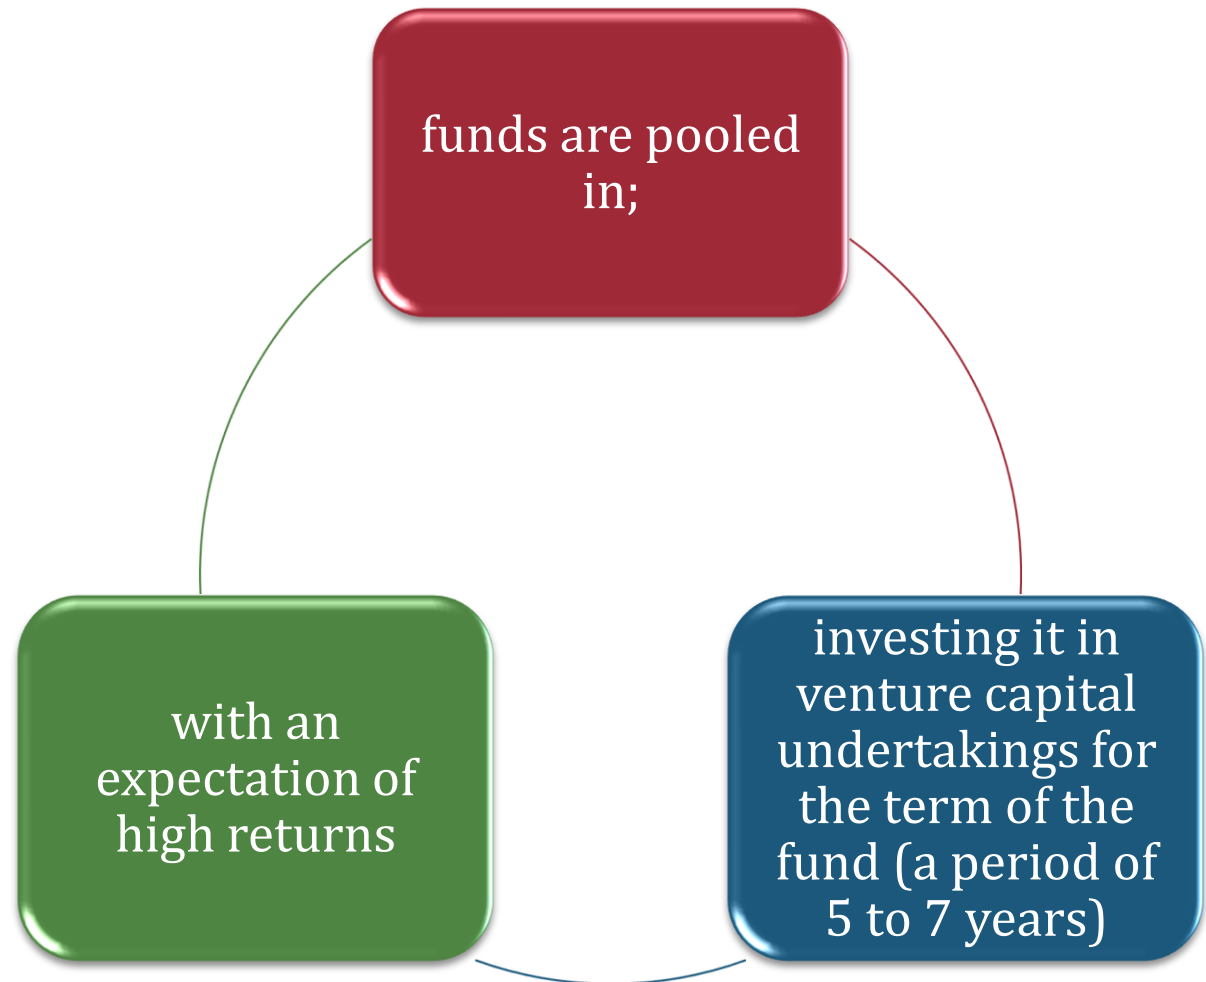 funds are pooled
in;
investing it in
venture capital
undertakings for
the term of the
fund (a period of
5 to 7 years)
with an
expectation of
high returns